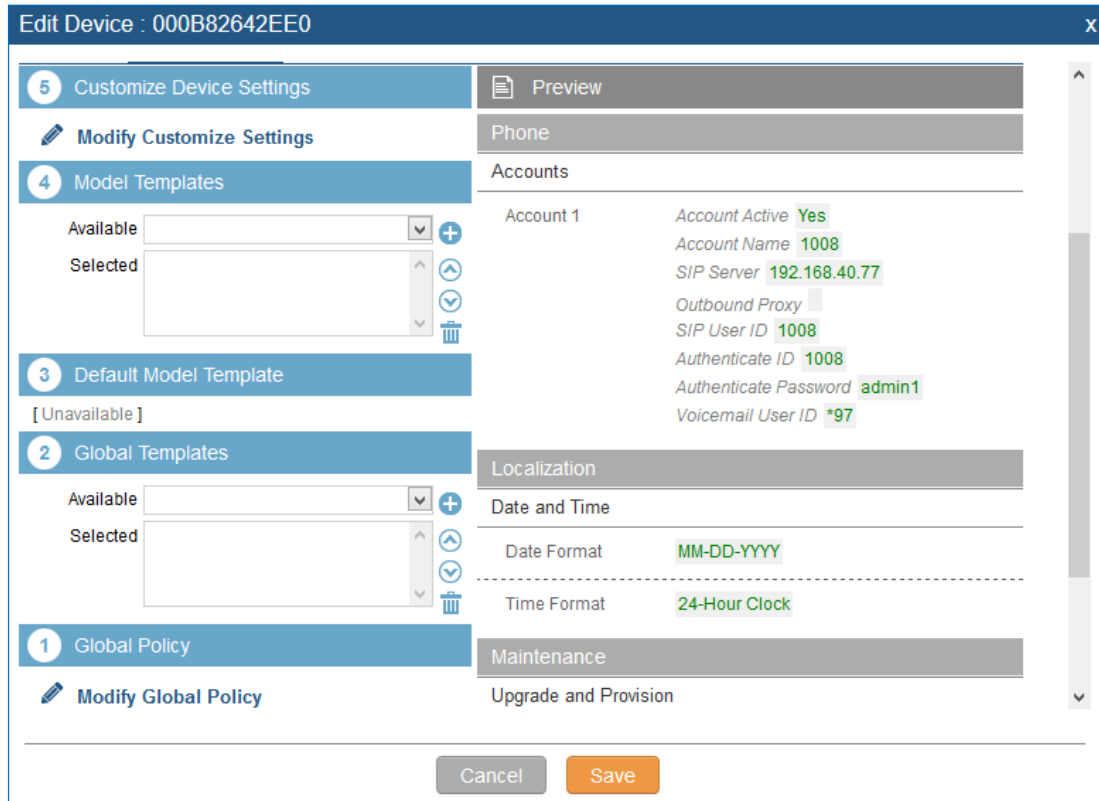 Edit Device : 000B82642EE0
X
5 Customize Device Settings
Modify Customize Settings
4 Model Templates
Available
Selected
3 Default Model Template
[ Unavailable ]
2 Global Templates
Available
Selected
1 Global Policy
Modify Global Policy
Preview
Phone
Accounts
Account 1
Account Active Yes
Account Name 1008
SIP Server 192.168.40.77
Outbound Proxy
SIP User ID 1008
Authenticate ID 1008
Authenticate Password admin1
Voicemail User ID *97
Localization
Date and Time
Date Format MM-DD-YYYY
Time Format 24-Hour Clock
Maintenance
Upgrade and Provision
Cancel
Save